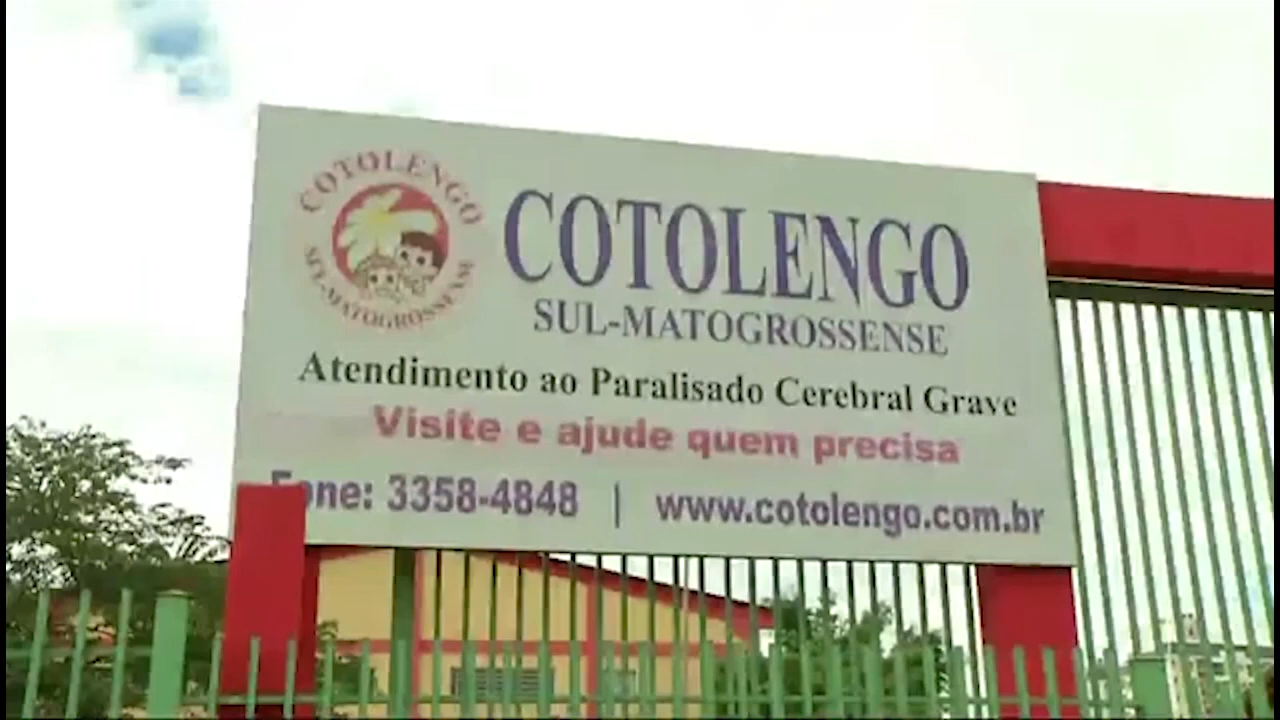 COTOLENGO
SUL-MATOGROSSENSE
COTOLENGO
SUL-MATOGROSSENSE
Atendimento ao Paralisado Cerebral Grave
Visite e ajude quem precisa
Fone: 3358-4848 | www.cotolengo.com.br